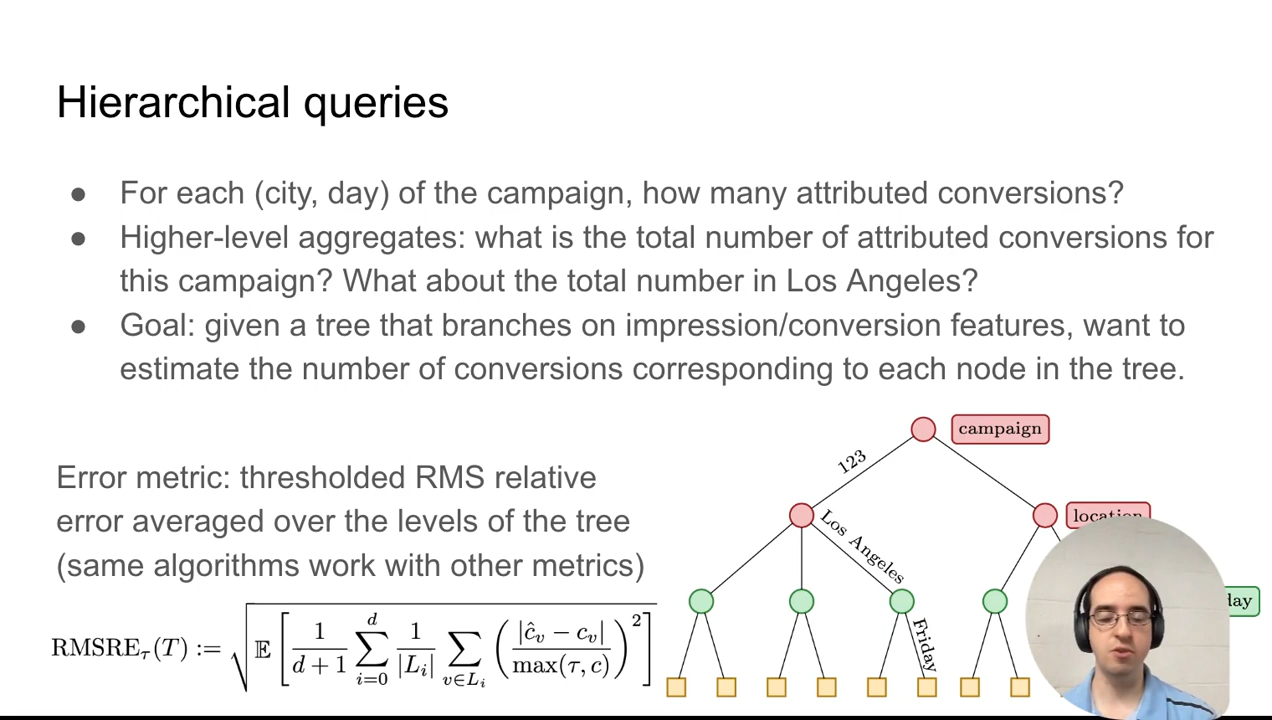 Hierarchical queries
● For each (city, day) of the campaign, how many attributed conversions?
● Higher-level aggregates: what is the total number of attributed conversions for
this campaign? What about the total number in Los Angeles?
● Goal: given a tree that branches on impression/conversion features, want to
estimate the number of conversions corresponding to each node in the tree.
Error metric: thresholded RMS relative
error averaged over the levels of the tree
(same algorithms work with other metrics)
RMSRE_τ(T) := √(𝔼[1/(d+1) ∑_{i=0}^{d} 1/|L_i| ∑_{v∈L_i} (|ĉ_v − c_v| / max(τ, c))^2])
campaign
123
location
Los Angeles
Friday